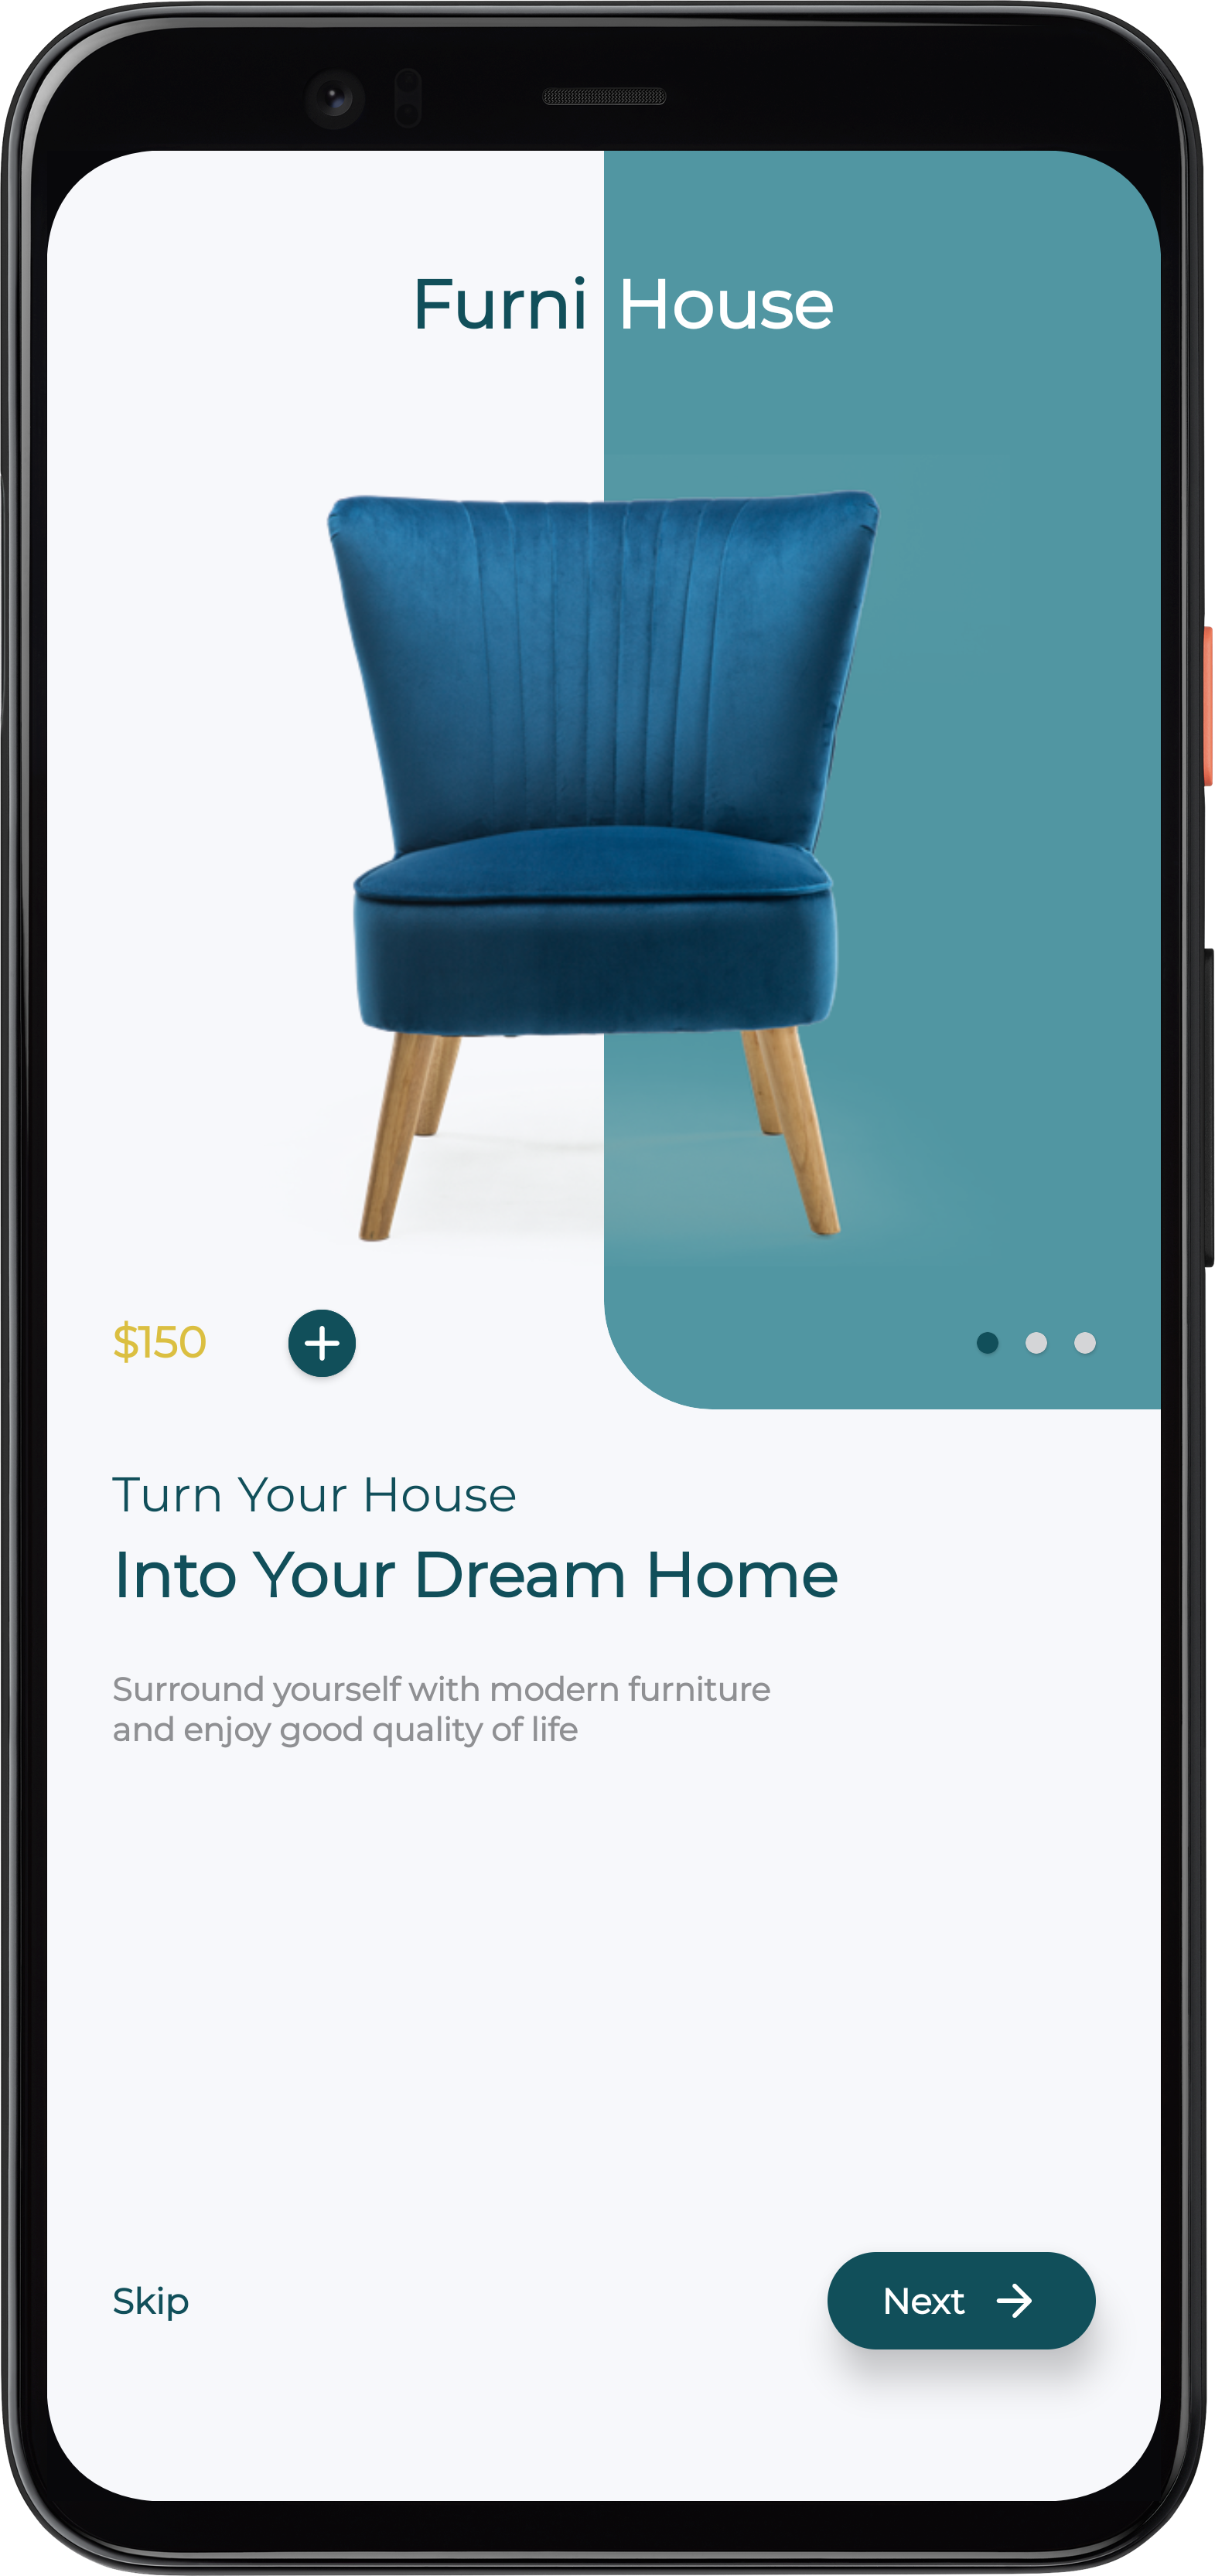 Furni House
$150
Turn Your House
Into Your Dream Home
Surround yourself with modern furniture
and enjoy good quality of life
Skip
Next